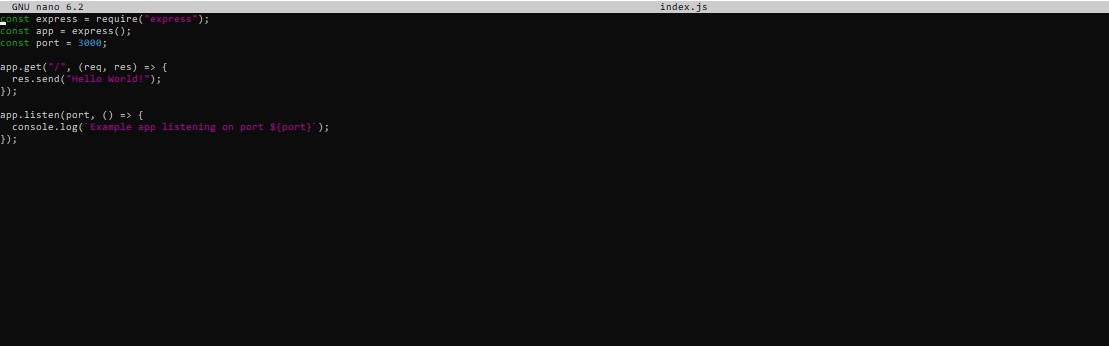 GNU nano 6.2 index.js
const express = require("express");
const app = express();
const port = 3000;
app.get("/", (req, res) => {
  res.send("Hello World!");
});
app.listen(port, () => {
  console.log(`Example app listening on port ${port}`);
});